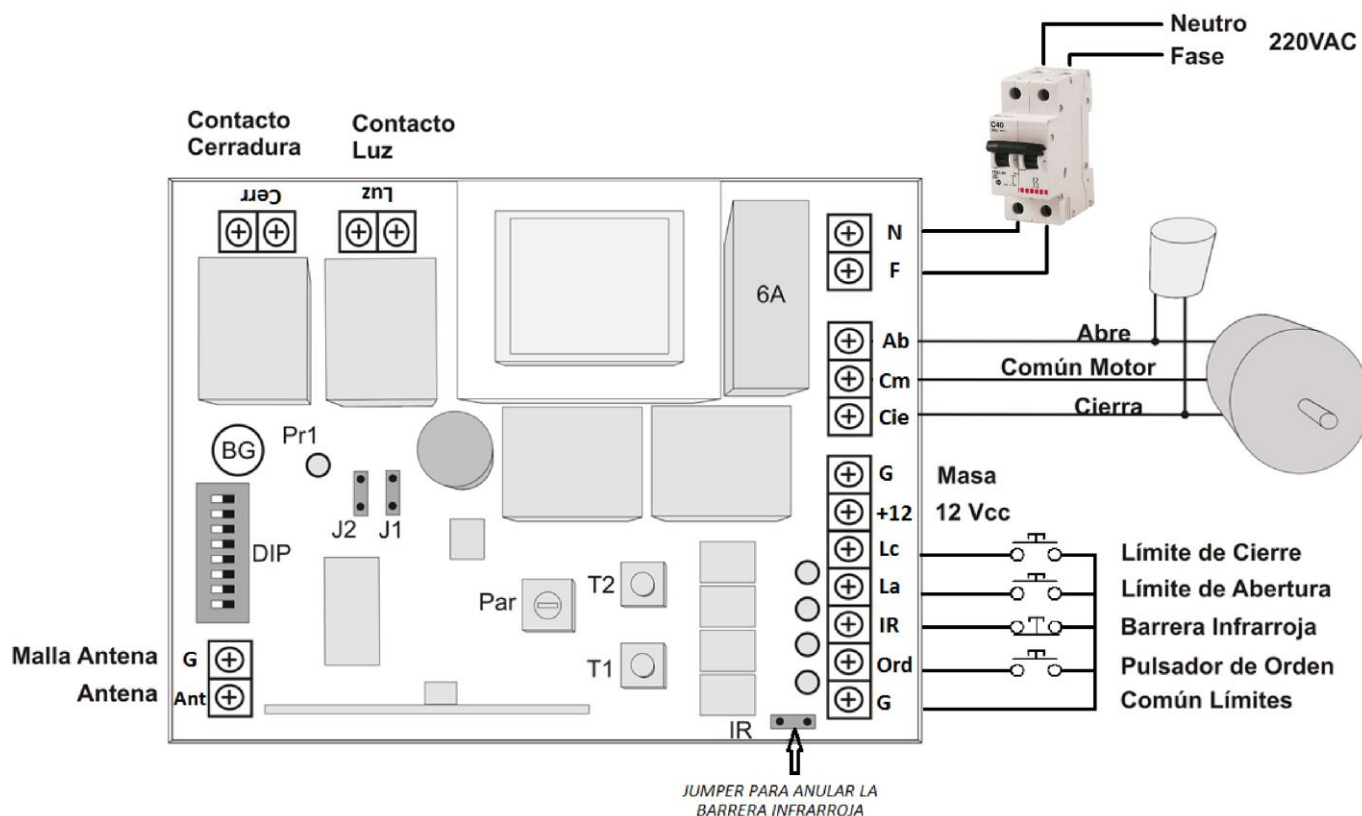 Neutro
220VAC
Fase
Contacto
Cerradura
Contacto
Luz
Cerr
Luz
C40
N
F
6A
Ab
Abre
Cm
Común Motor
Cie
Cierra
BG
Pr1
J2
J1
DIP
G
Masa
+12
12 Vcc
Lc
Límite de Cierre
La
Límite de Abertura
IR
Barrera Infrarroja
Ord
Pulsador de Orden
G
Común Límites
T2
Par
T1
Malla Antena
G
Antena
Ant
IR
JUMPER PARA ANULAR LA
BARRERA INFRARROJA